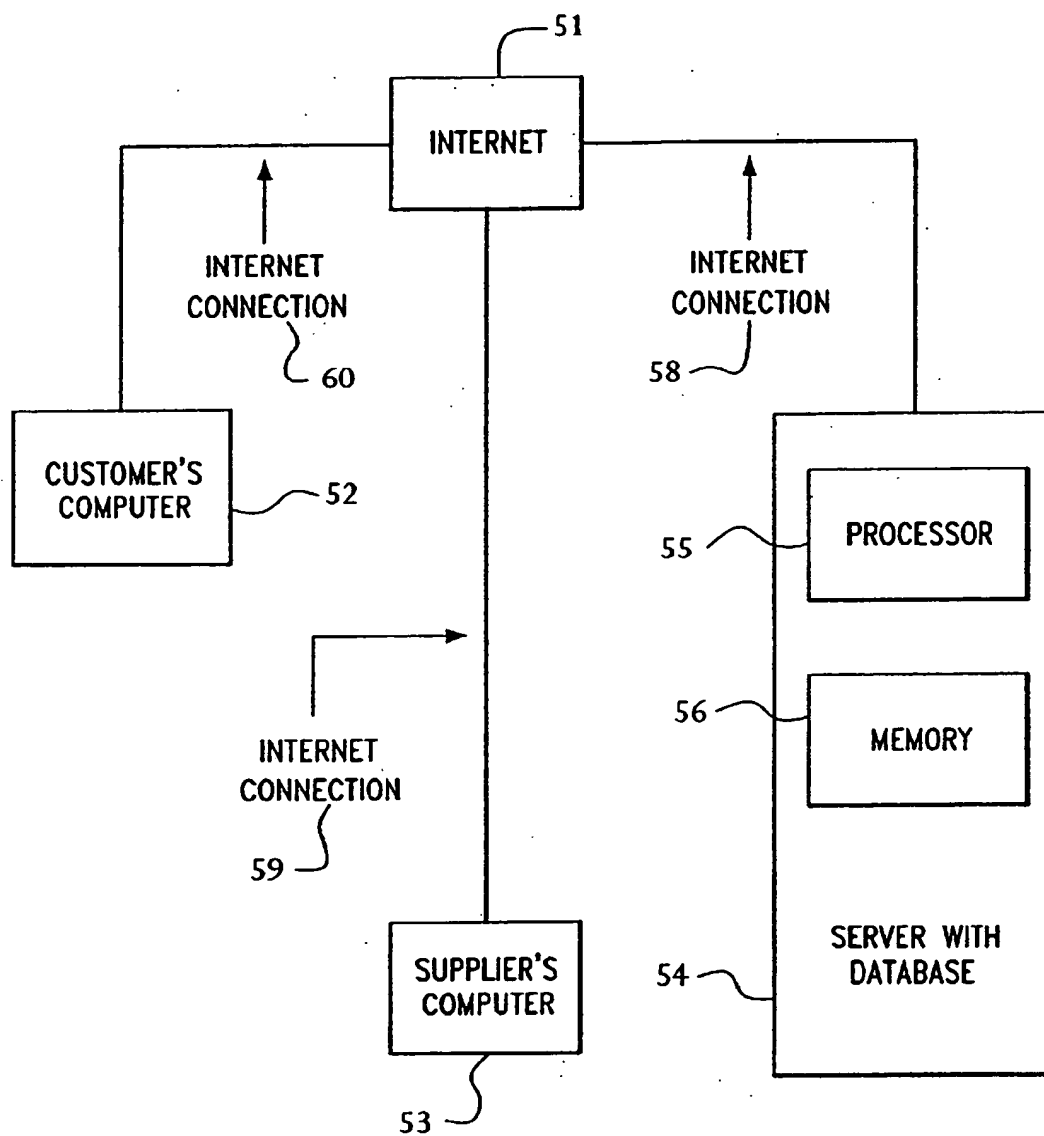 51
INTERNET
INTERNET
CONNECTION
60
INTERNET
CONNECTION
58
CUSTOMER'S
COMPUTER
52
PROCESSOR
55
56
MEMORY
INTERNET
CONNECTION
59
SERVER WITH
DATABASE
54
SUPPLIER'S
COMPUTER
53